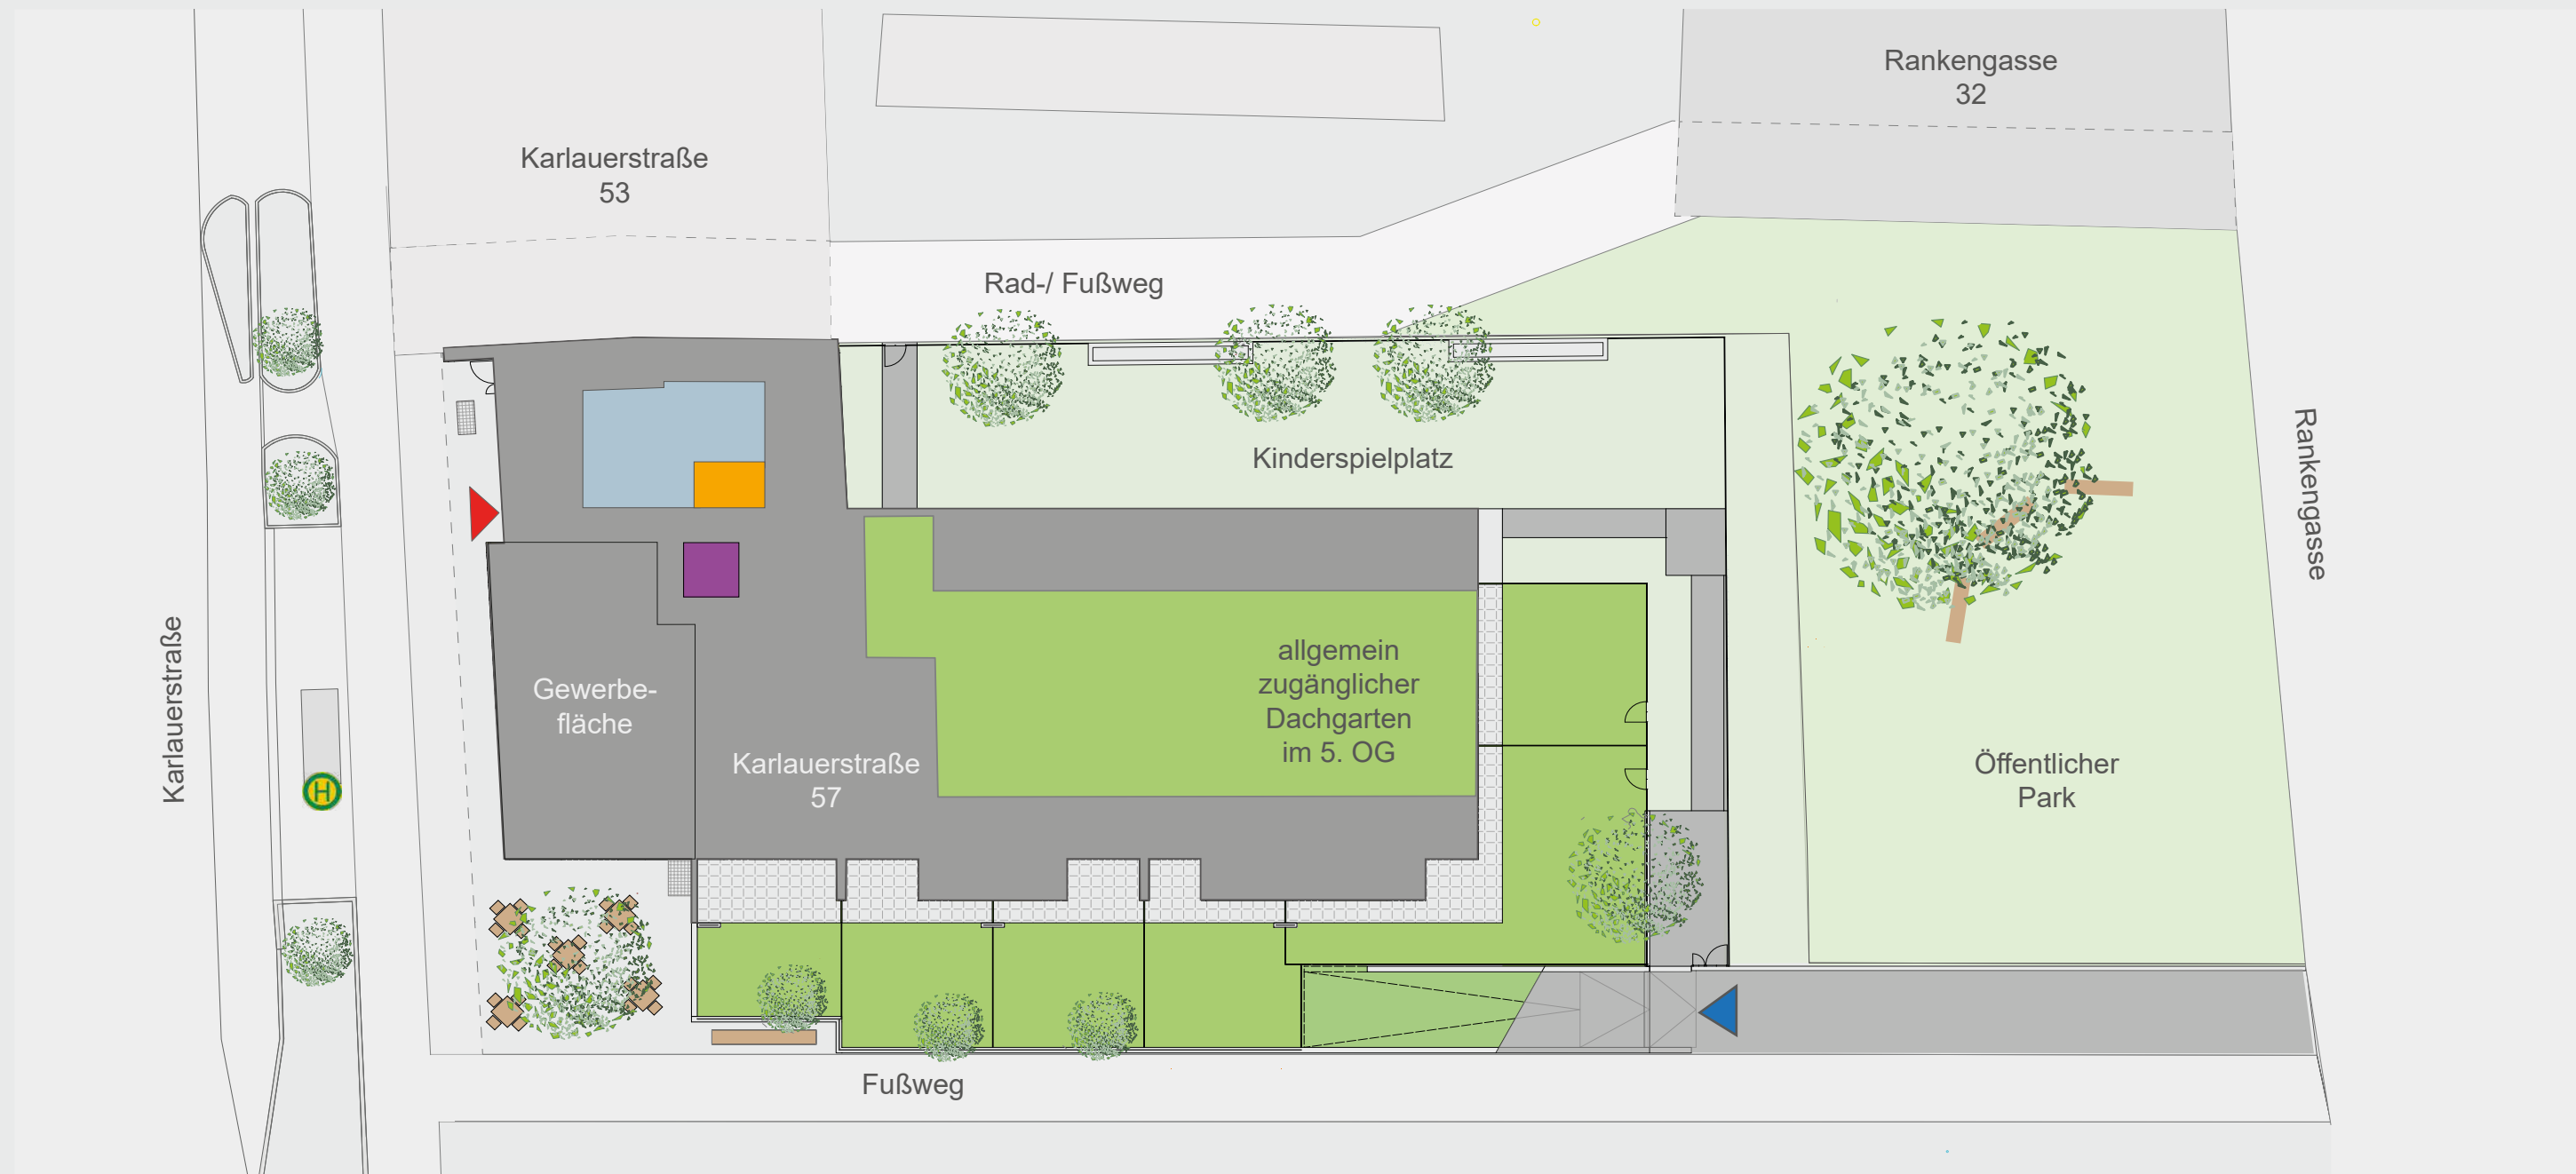 Rankengasse
32
Karlauerstraße
53
Rad-/ Fußweg
Kinderspielplatz
Rankengasse
allgemein
zugänglicher
Dachgarten
im 5. OG
Gewerbe-
fläche
Karlauerstraße
57
Karlauerstraße
H
Öffentlicher
Park
Fußweg